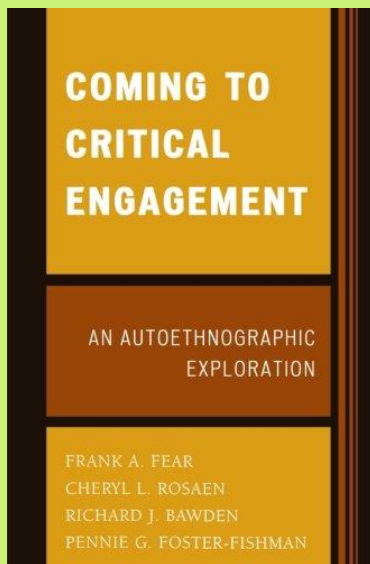 COMING TO
CRITICAL
ENGAGEMENT
AN AUTOETHNOGRAPHIC
EXPLORATION
FRANK A. FEAR
CHERYL L. ROSAEN
RICHARD J. BAWDEN
PENNIE G. FOSTER-FISHMAN